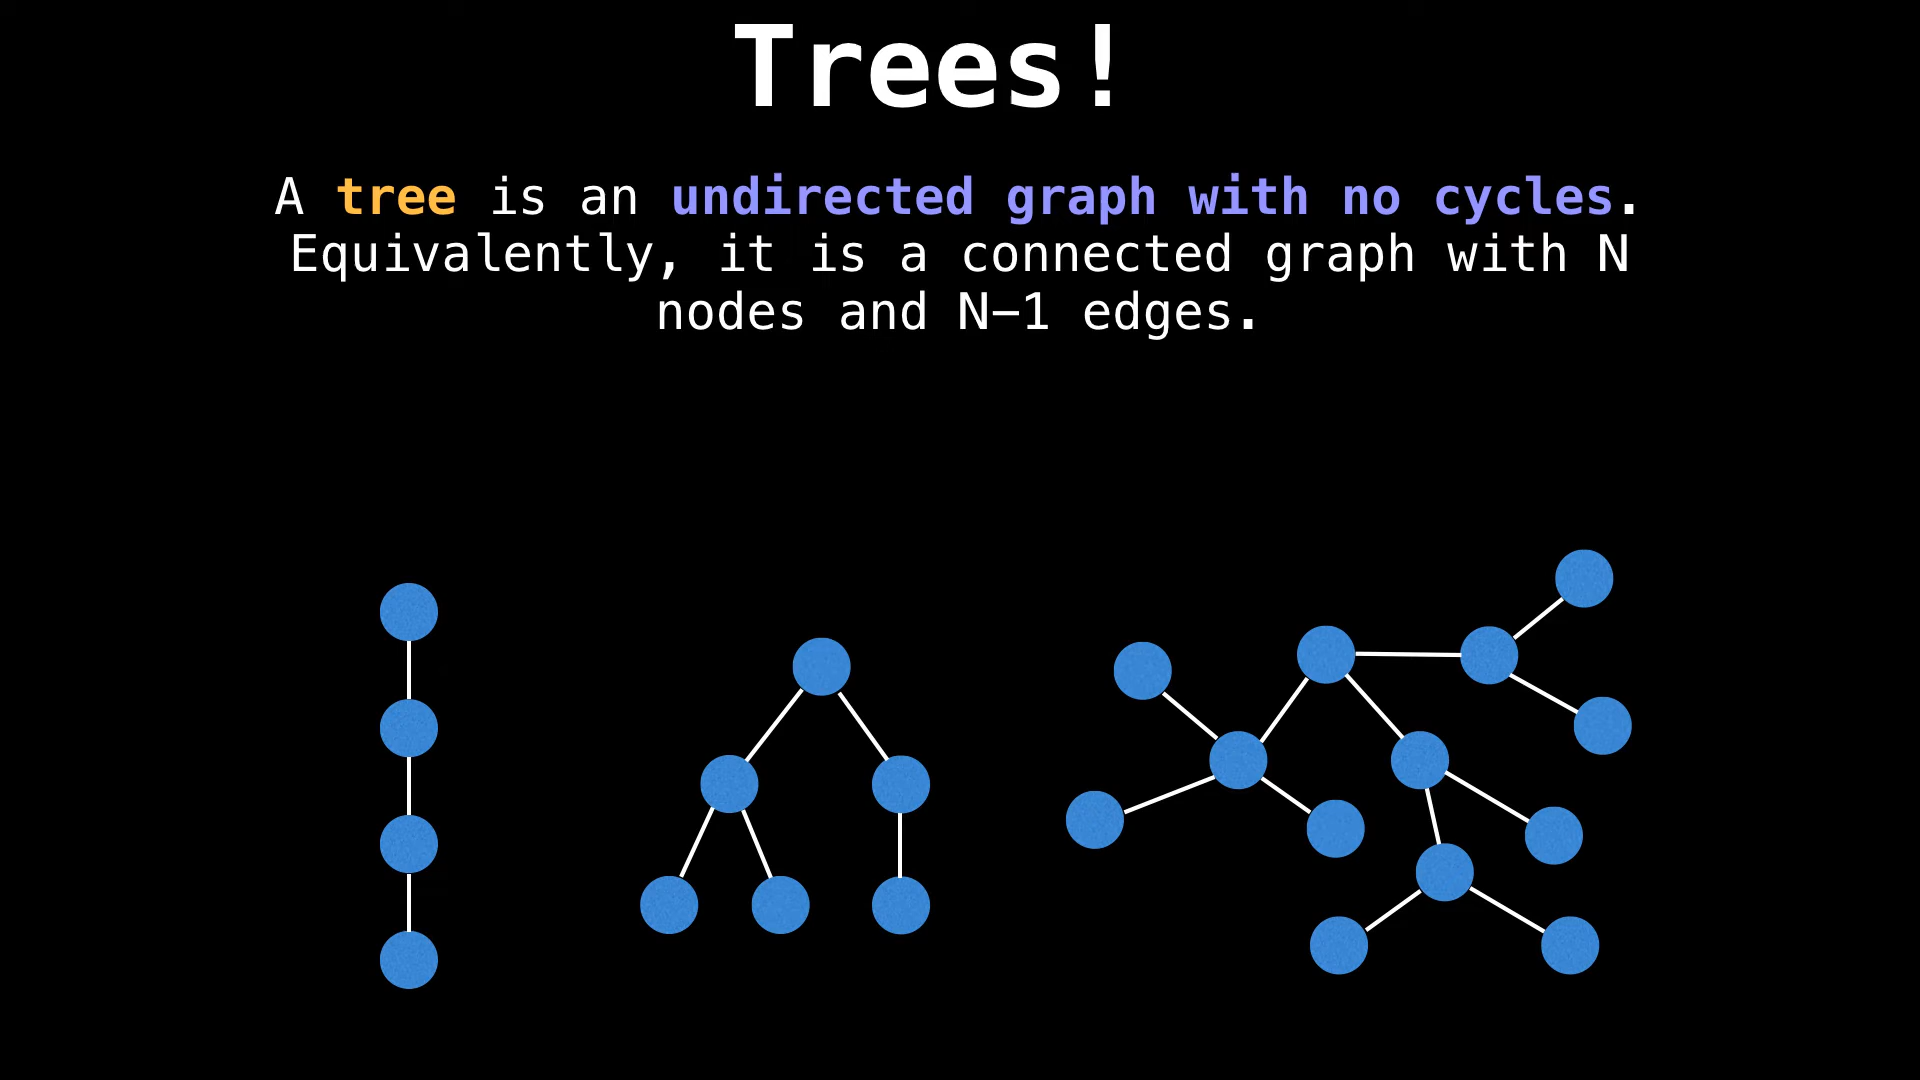 Trees!
A tree is an undirected graph with no cycles.
Equivalently, it is a connected graph with N
nodes and N-1 edges.